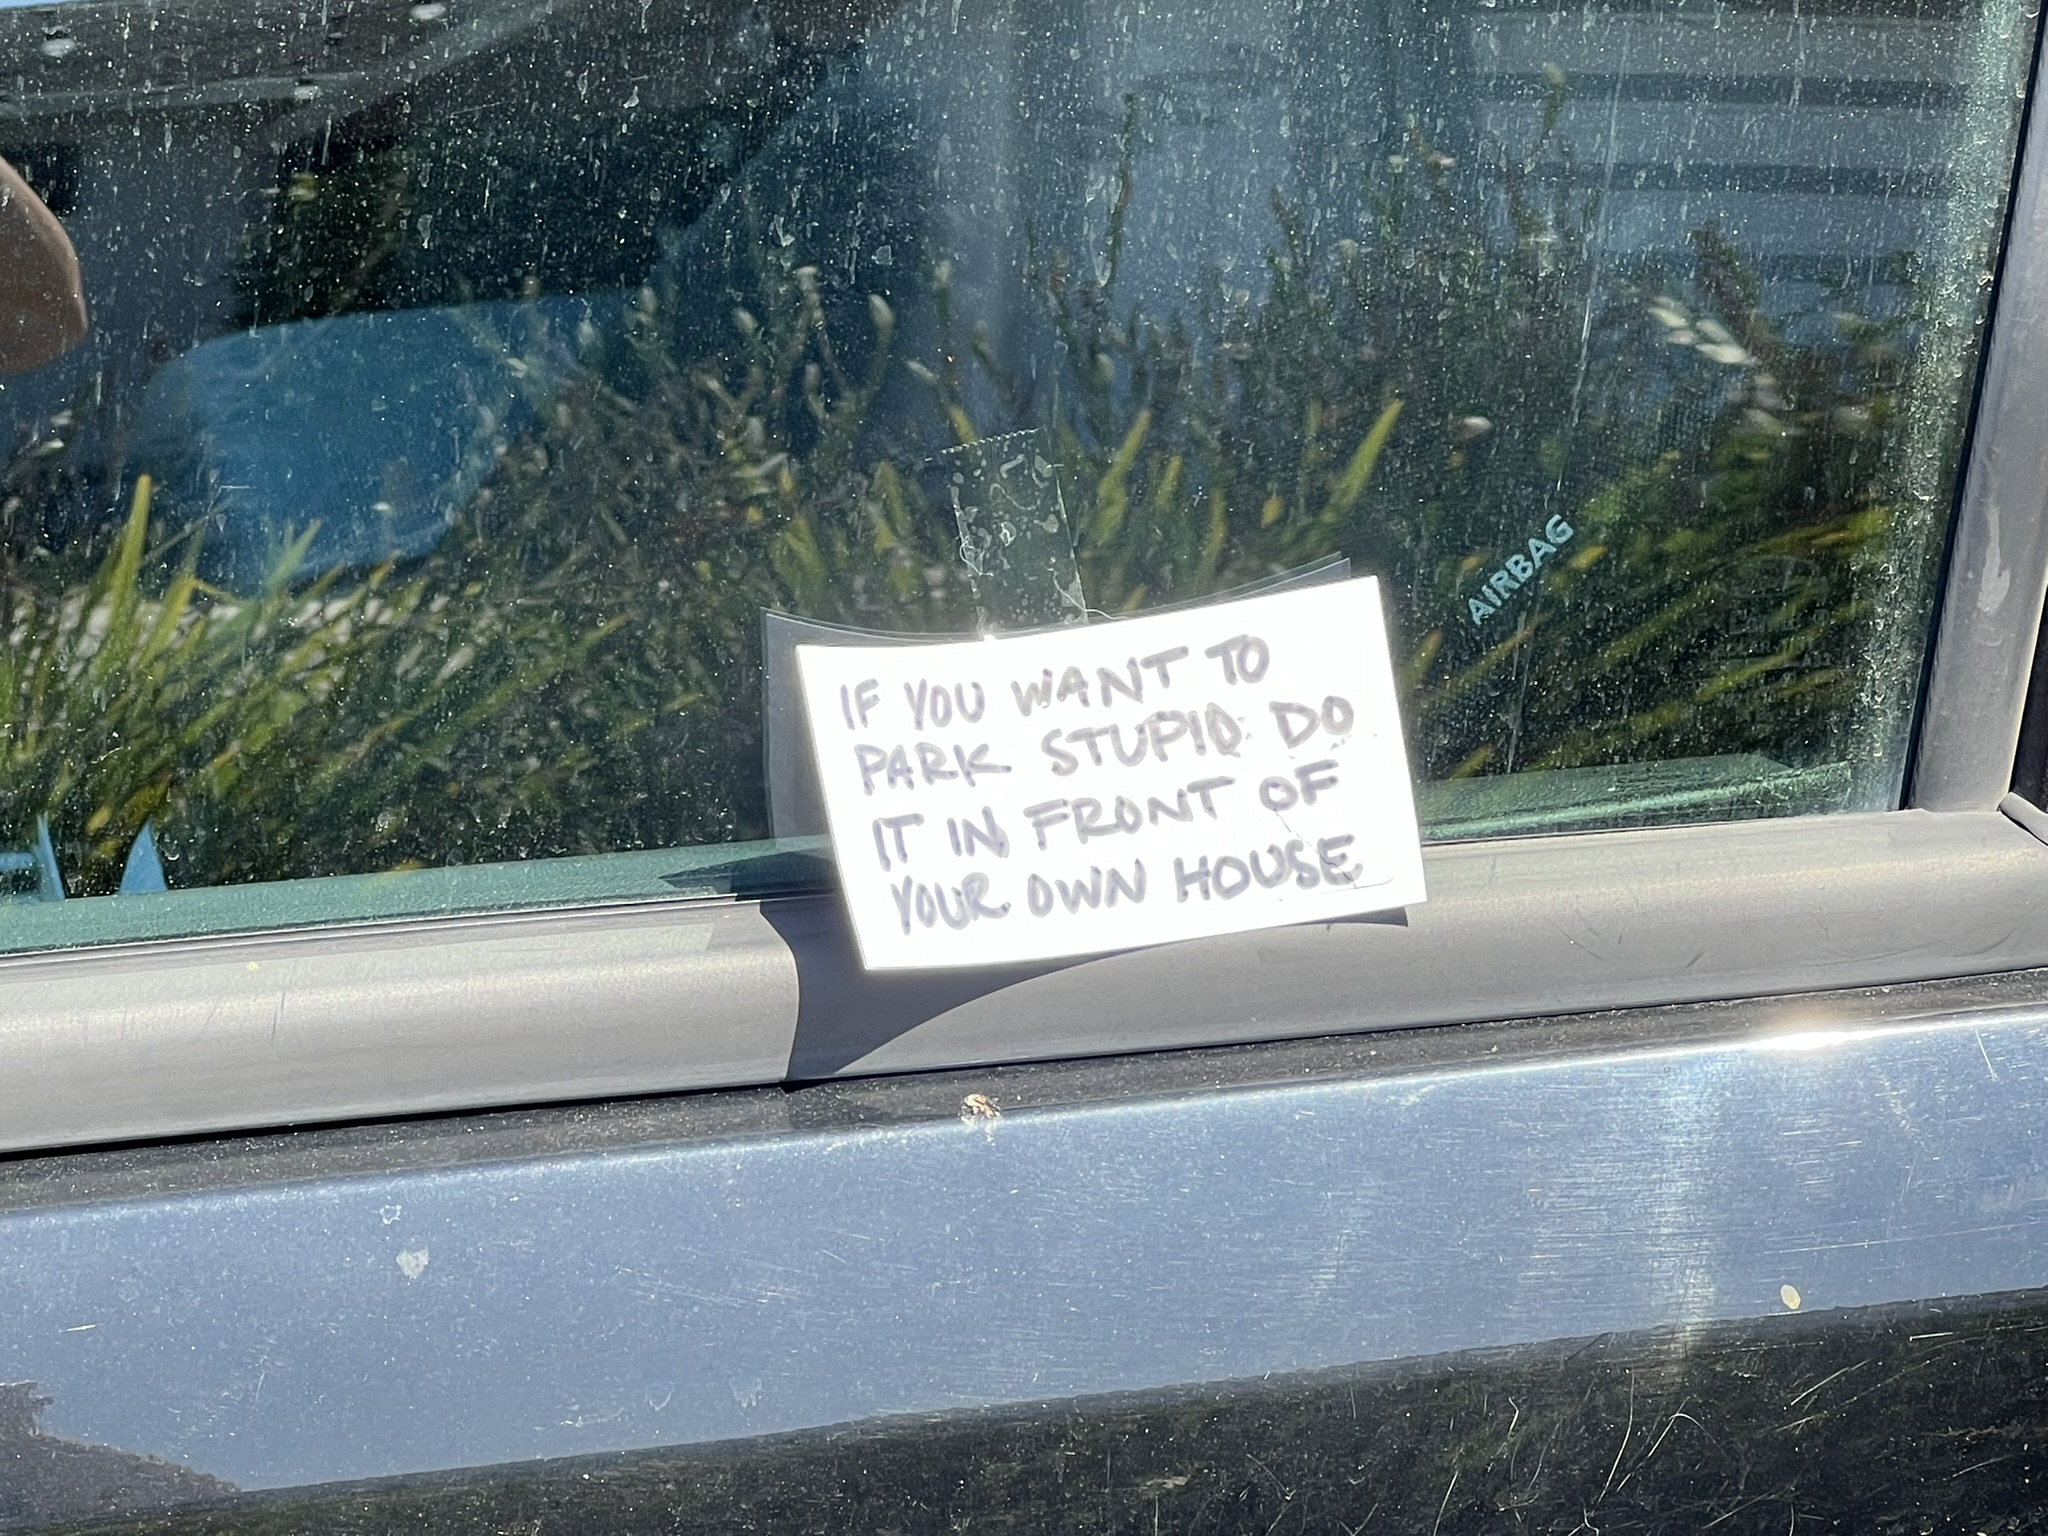 IF YOU WANT TO
PARK STUPID DO
IT IN FRONT OF
YOUR OWN HOUSE
AIRBAG